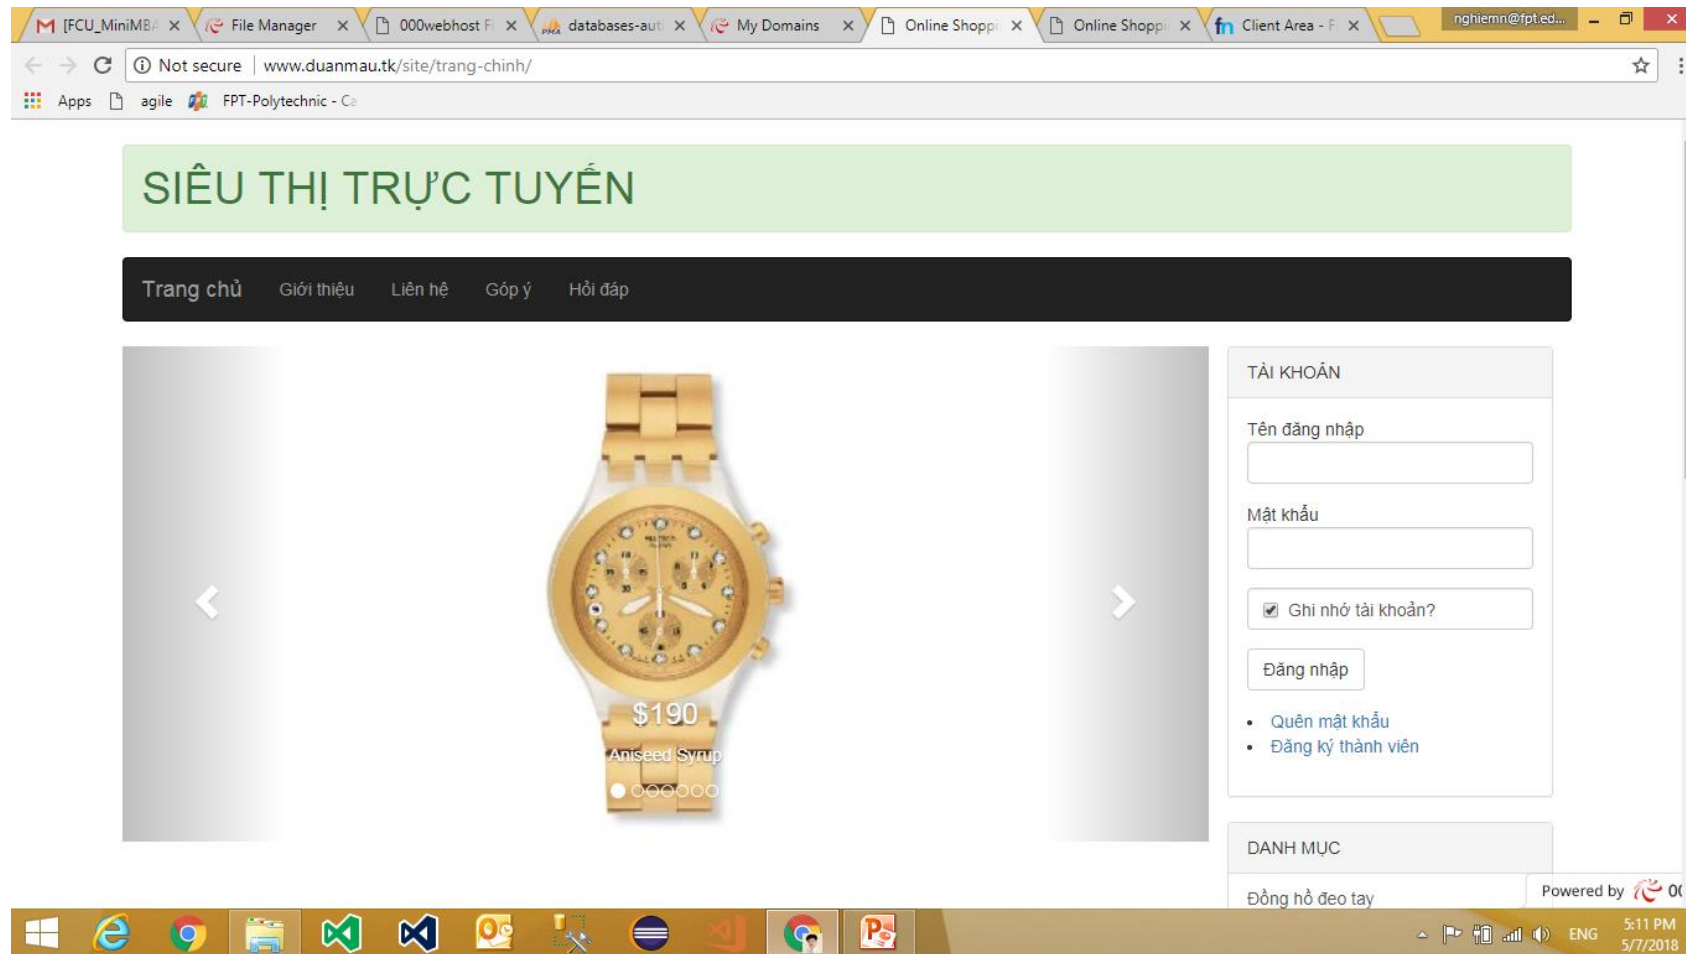 [FCU_MiniMBA
File Manager
000webhost Fi
databases-aut
My Domains
Online Shoppi
Online Shoppi
Client Area - F
nghiemn@fpt.ed...
Not secure | www.duanmau.tk/site/trang-chinh/
Apps
agile
FPT-Polytechnic - Ca
SIÊU THỊ TRỰC TUYẾN
Trang chủ
Giới thiệu
Liên hệ
Góp ý
Hỏi đáp
$190
Aniseed Syrup
TÀI KHOẢN
Tên đăng nhập
Mật khẩu
Ghi nhớ tài khoản?
Đăng nhập
Quên mật khẩu
Đăng ký thành viên
DANH MỤC
Đồng hồ đeo tay
Powered by 00
ENG
5:11 PM
5/7/2018